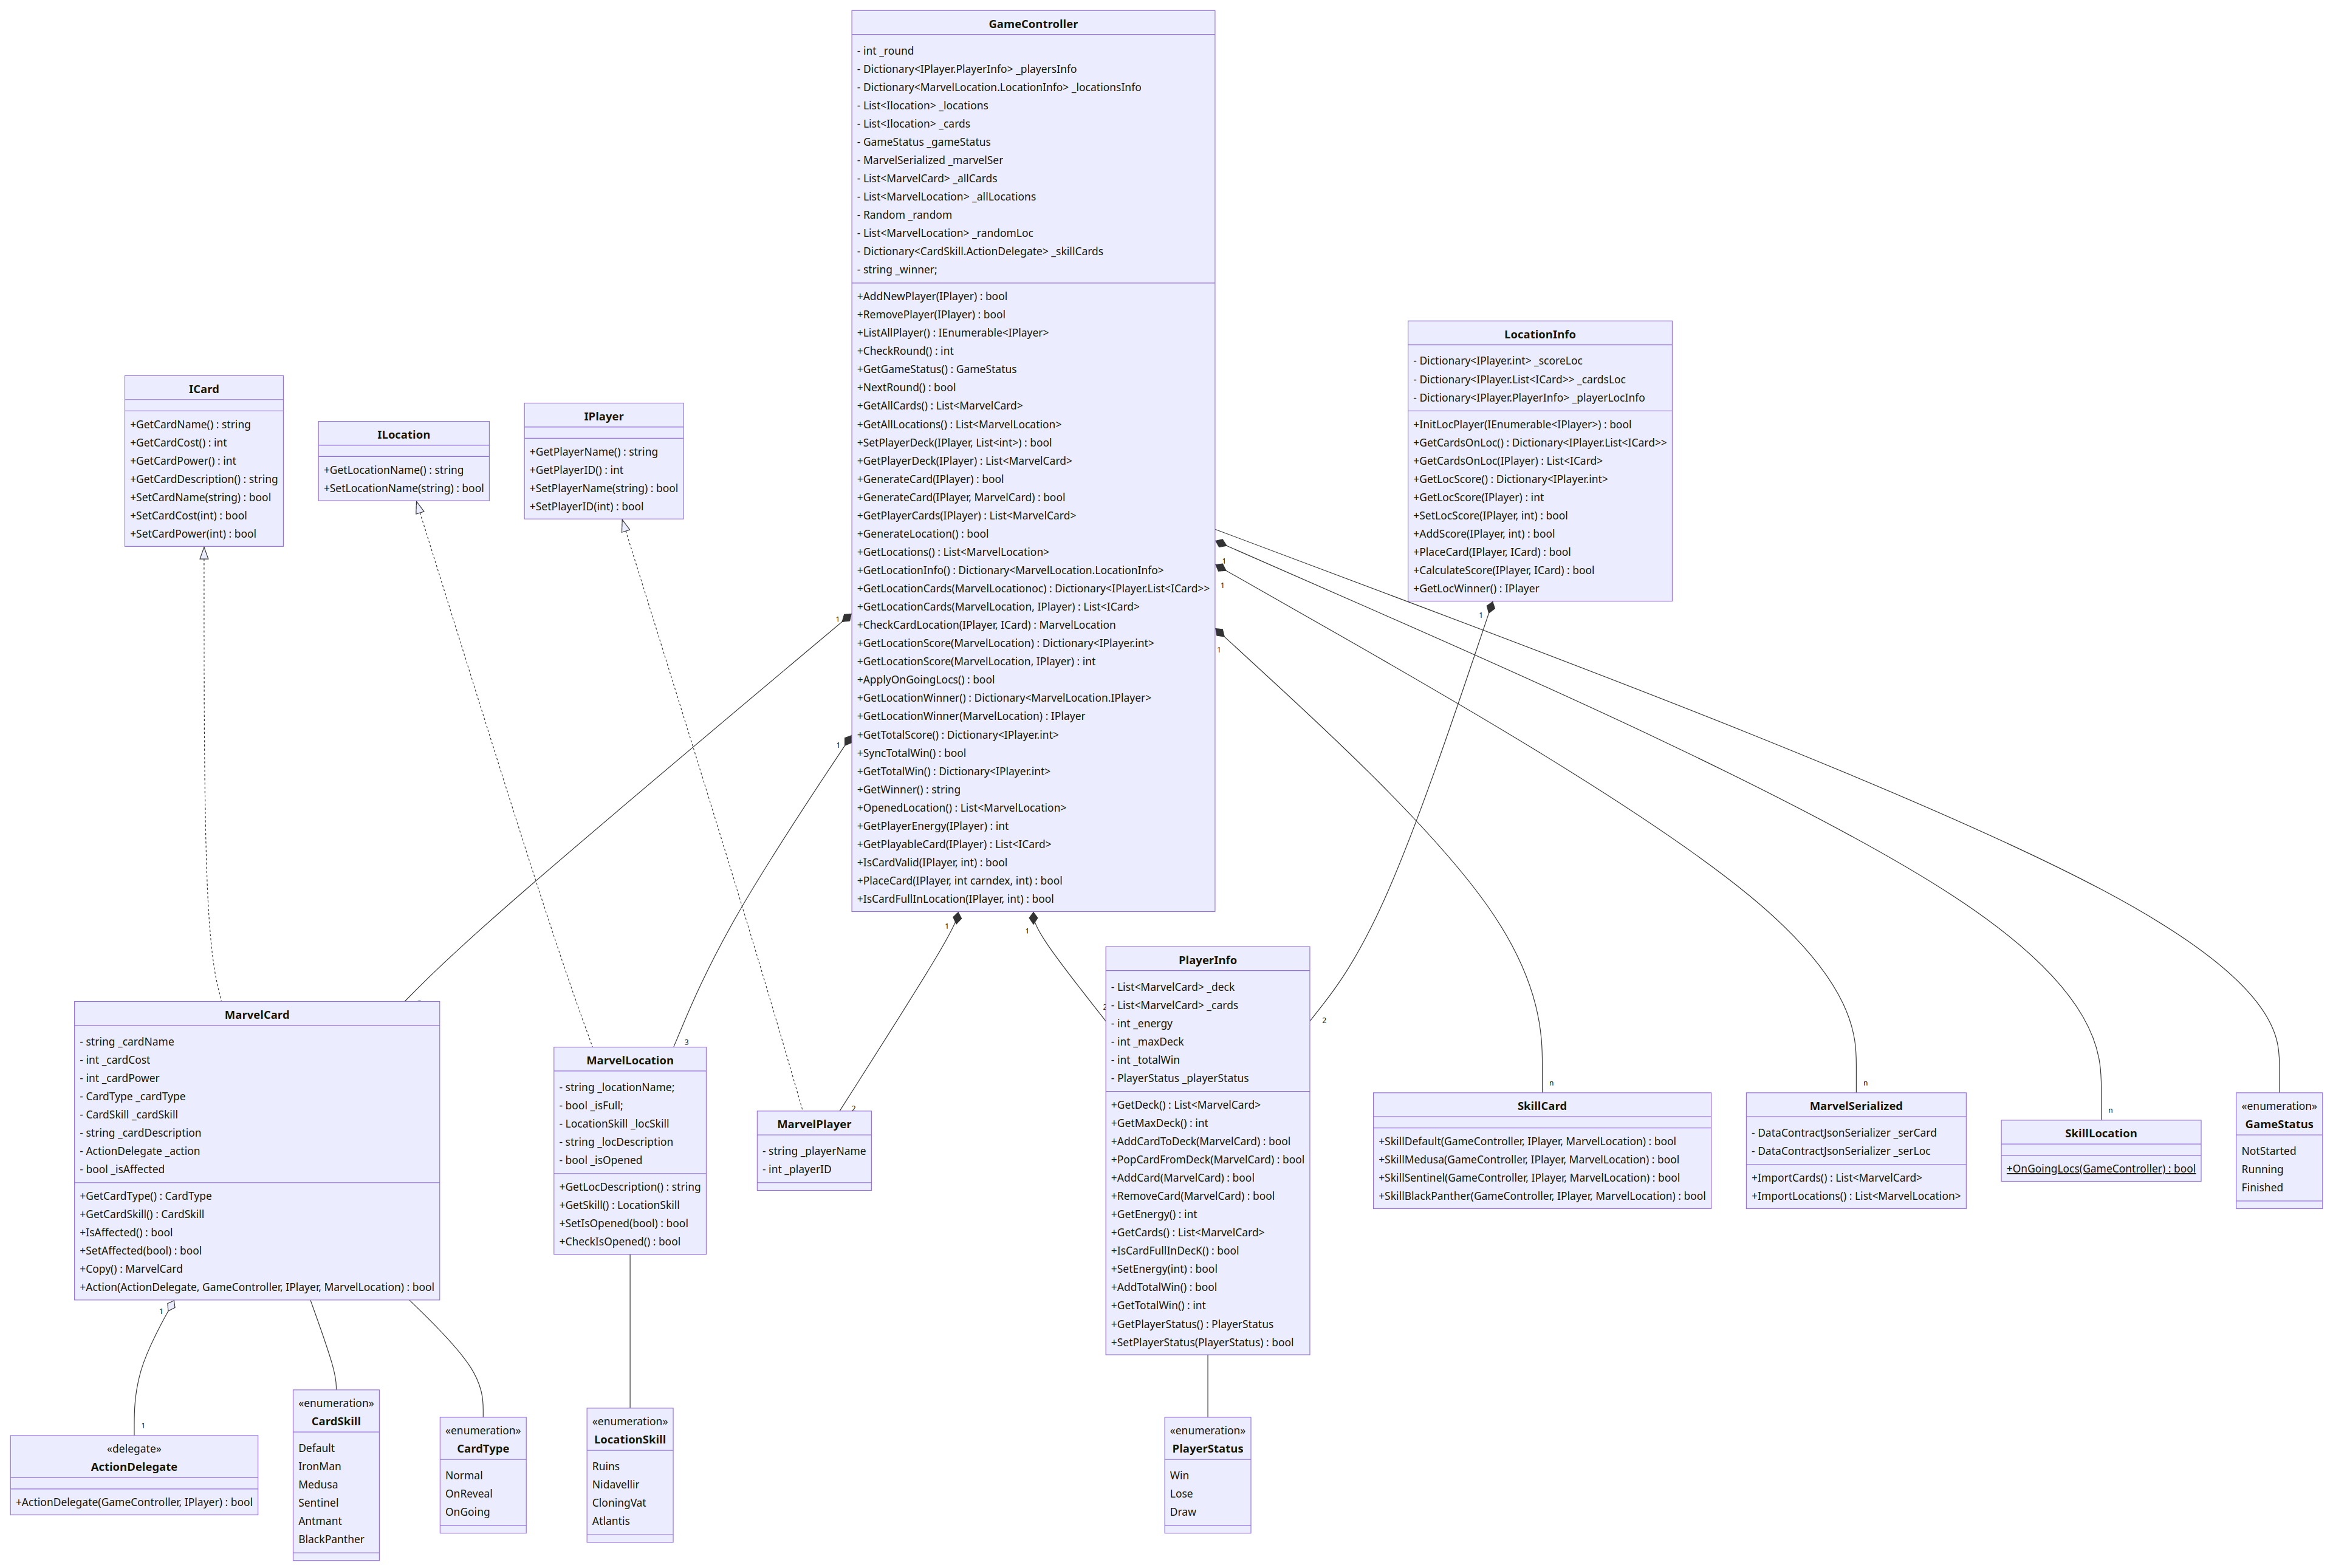 GameController
- int _round
- Dictionary<IPlayer.PlayerInfo> _playersInfo
- Dictionary<MarvelLocation.LocationInfo> _locationsInfo
- List<Ilocation> _locations
- List<Ilocation> _cards
- GameStatus _gameStatus
- MarvelSerialized _marvelSer
- List<MarvelCard> _allCards
- List<MarvelLocation> _allLocations
- Random _random
- List<MarvelLocation> _randomLoc
- Dictionary<CardSkill.ActionDelegate> _skillCards
- string _winner;
+AddNewPlayer(IPlayer) : bool
+RemovePlayer(IPlayer) : bool
+ListAllPlayer() : IEnumerable<IPlayer>
+CheckRound() : int
+GetGameStatus() : GameStatus
+NextRound() : bool
+GetAllCards() : List<MarvelCard>
+GetAllLocations() : List<MarvelLocation>
+SetPlayerDeck(IPlayer, List<int>) : bool
+GetPlayerDeck(IPlayer) : List<MarvelCard>
+GenerateCard(IPlayer) : bool
+GenerateCard(IPlayer, MarvelCard) : bool
+GetPlayerCards(IPlayer) : List<MarvelCard>
+GenerateLocation() : bool
+GetLocations() : List<MarvelLocation>
+GetLocationInfo() : Dictionary<MarvelLocation.LocationInfo>
+GetLocationCards(MarvelLocationoc) : Dictionary<IPlayer.List<ICard>>
+GetLocationCards(MarvelLocation, IPlayer) : List<ICard>
+CheckCardLocation(IPlayer, ICard) : MarvelLocation
+GetLocationScore(MarvelLocation) : Dictionary<IPlayer.int>
+GetLocationScore(MarvelLocation, IPlayer) : int
+ApplyOnGoingLocs() : bool
+GetLocationWinner() : Dictionary<MarvelLocation.IPlayer>
+GetLocationWinner(MarvelLocation) : IPlayer
+GetTotalScore() : Dictionary<IPlayer.int>
+SyncTotalWin() : bool
+GetTotalWin() : Dictionary<IPlayer.int>
+GetWinner() : string
+OpenedLocation() : List<MarvelLocation>
+GetPlayerEnergy(IPlayer) : int
+GetPlayableCard(IPlayer) : List<ICard>
+IsCardValid(IPlayer, int) : bool
+PlaceCard(IPlayer, int carndex, int) : bool
+IsCardFullInLocation(IPlayer, int) : bool
LocationInfo
- Dictionary<IPlayer.int> _scoreLoc
- Dictionary<IPlayer.List<ICard>> _cardsLoc
- Dictionary<IPlayer.PlayerInfo> _playerLocInfo
+InitLocPlayer(IEnumerable<IPlayer>) : bool
+GetCardsOnLoc() : Dictionary<IPlayer.List<ICard>>
+GetCardsOnLoc(IPlayer) : List<ICard>
+GetLocScore() : Dictionary<IPlayer.int>
+GetLocScore(IPlayer) : int
+SetLocScore(IPlayer, int) : bool
+AddScore(IPlayer, int) : bool
+PlaceCard(IPlayer, ICard) : bool
+CalculateScore(IPlayer, ICard) : bool
+GetLocWinner() : IPlayer
ICard
+GetCardName() : string
+GetCardCost() : int
+GetCardPower() : int
+GetCardDescription() : string
+SetCardName(string) : bool
+SetCardCost(int) : bool
+SetCardPower(int) : bool
ILocation
+GetLocationName() : string
+SetLocationName(string) : bool
IPlayer
+GetPlayerName() : string
+GetPlayerID() : int
+SetPlayerName(string) : bool
+SetPlayerID(int) : bool
1
1
1
1
1
1
1
1
MarvelCard
- string _cardName
- int _cardCost
- int _cardPower
- CardType _cardType
- CardSkill _cardSkill
- string _cardDescription
- ActionDelegate _action
- bool _isAffected
+GetCardType() : CardType
+GetCardSkill() : CardSkill
+IsAffected() : bool
+SetAffected(bool) : bool
+Copy() : MarvelCard
+Action(ActionDelegate, GameController, IPlayer, MarvelLocation) : bool
3
MarvelLocation
- string _locationName;
- bool _isFull;
- LocationSkill _locSkill
- string _locDescription
- bool _isOpened
+GetLocDescription() : string
+GetSkill() : LocationSkill
+SetIsOpened(bool) : bool
+CheckIsOpened() : bool
2
MarvelPlayer
- string _playerName
- int _playerID
2
2
PlayerInfo
- List<MarvelCard> _deck
- List<MarvelCard> _cards
- int _energy
- int _maxDeck
- int _totalWin
- PlayerStatus _playerStatus
+GetDeck() : List<MarvelCard>
+GetMaxDeck() : int
+AddCardToDeck(MarvelCard) : bool
+PopCardFromDeck(MarvelCard) : bool
+AddCard(MarvelCard) : bool
+RemoveCard(MarvelCard) : bool
+GetEnergy() : int
+GetCards() : List<MarvelCard>
+IsCardFullInDecK() : bool
+SetEnergy(int) : bool
+AddTotalWin() : bool
+GetTotalWin() : int
+GetPlayerStatus() : PlayerStatus
+SetPlayerStatus(PlayerStatus) : bool
n
SkillCard
+SkillDefault(GameController, IPlayer, MarvelLocation) : bool
+SkillMedusa(GameController, IPlayer, MarvelLocation) : bool
+SkillSentinel(GameController, IPlayer, MarvelLocation) : bool
+SkillBlackPanther(GameController, IPlayer, MarvelLocation) : bool
n
MarvelSerialized
- DataContractJsonSerializer _serCard
- DataContractJsonSerializer _serLoc
+ImportCards() : List<MarvelCard>
+ImportLocations() : List<MarvelLocation>
n
SkillLocation
+OnGoingLocs(GameController) : bool
«enumeration»
GameStatus
NotStarted
Running
Finished
1
1
«delegate»
ActionDelegate
+ActionDelegate(GameController, IPlayer) : bool
«enumeration»
CardSkill
Default
IronMan
Medusa
Sentinel
Antmant
BlackPanther
«enumeration»
CardType
Normal
OnReveal
OnGoing
«enumeration»
LocationSkill
Ruins
Nidavellir
CloningVat
Atlantis
«enumeration»
PlayerStatus
Win
Lose
Draw